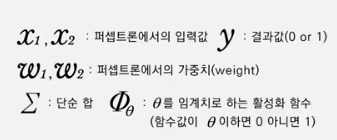 x₁, x₂ : 퍼셉트론에서의 입력값 y : 결과값(0 or 1)
w₁, w₂ : 퍼셉트론에서의 가중치(weight)
Σ : 단순 합 Φ_θ : θ를 임계치로 하는 활성화 함수
(함수값이 θ이하면 0 아니면 1)